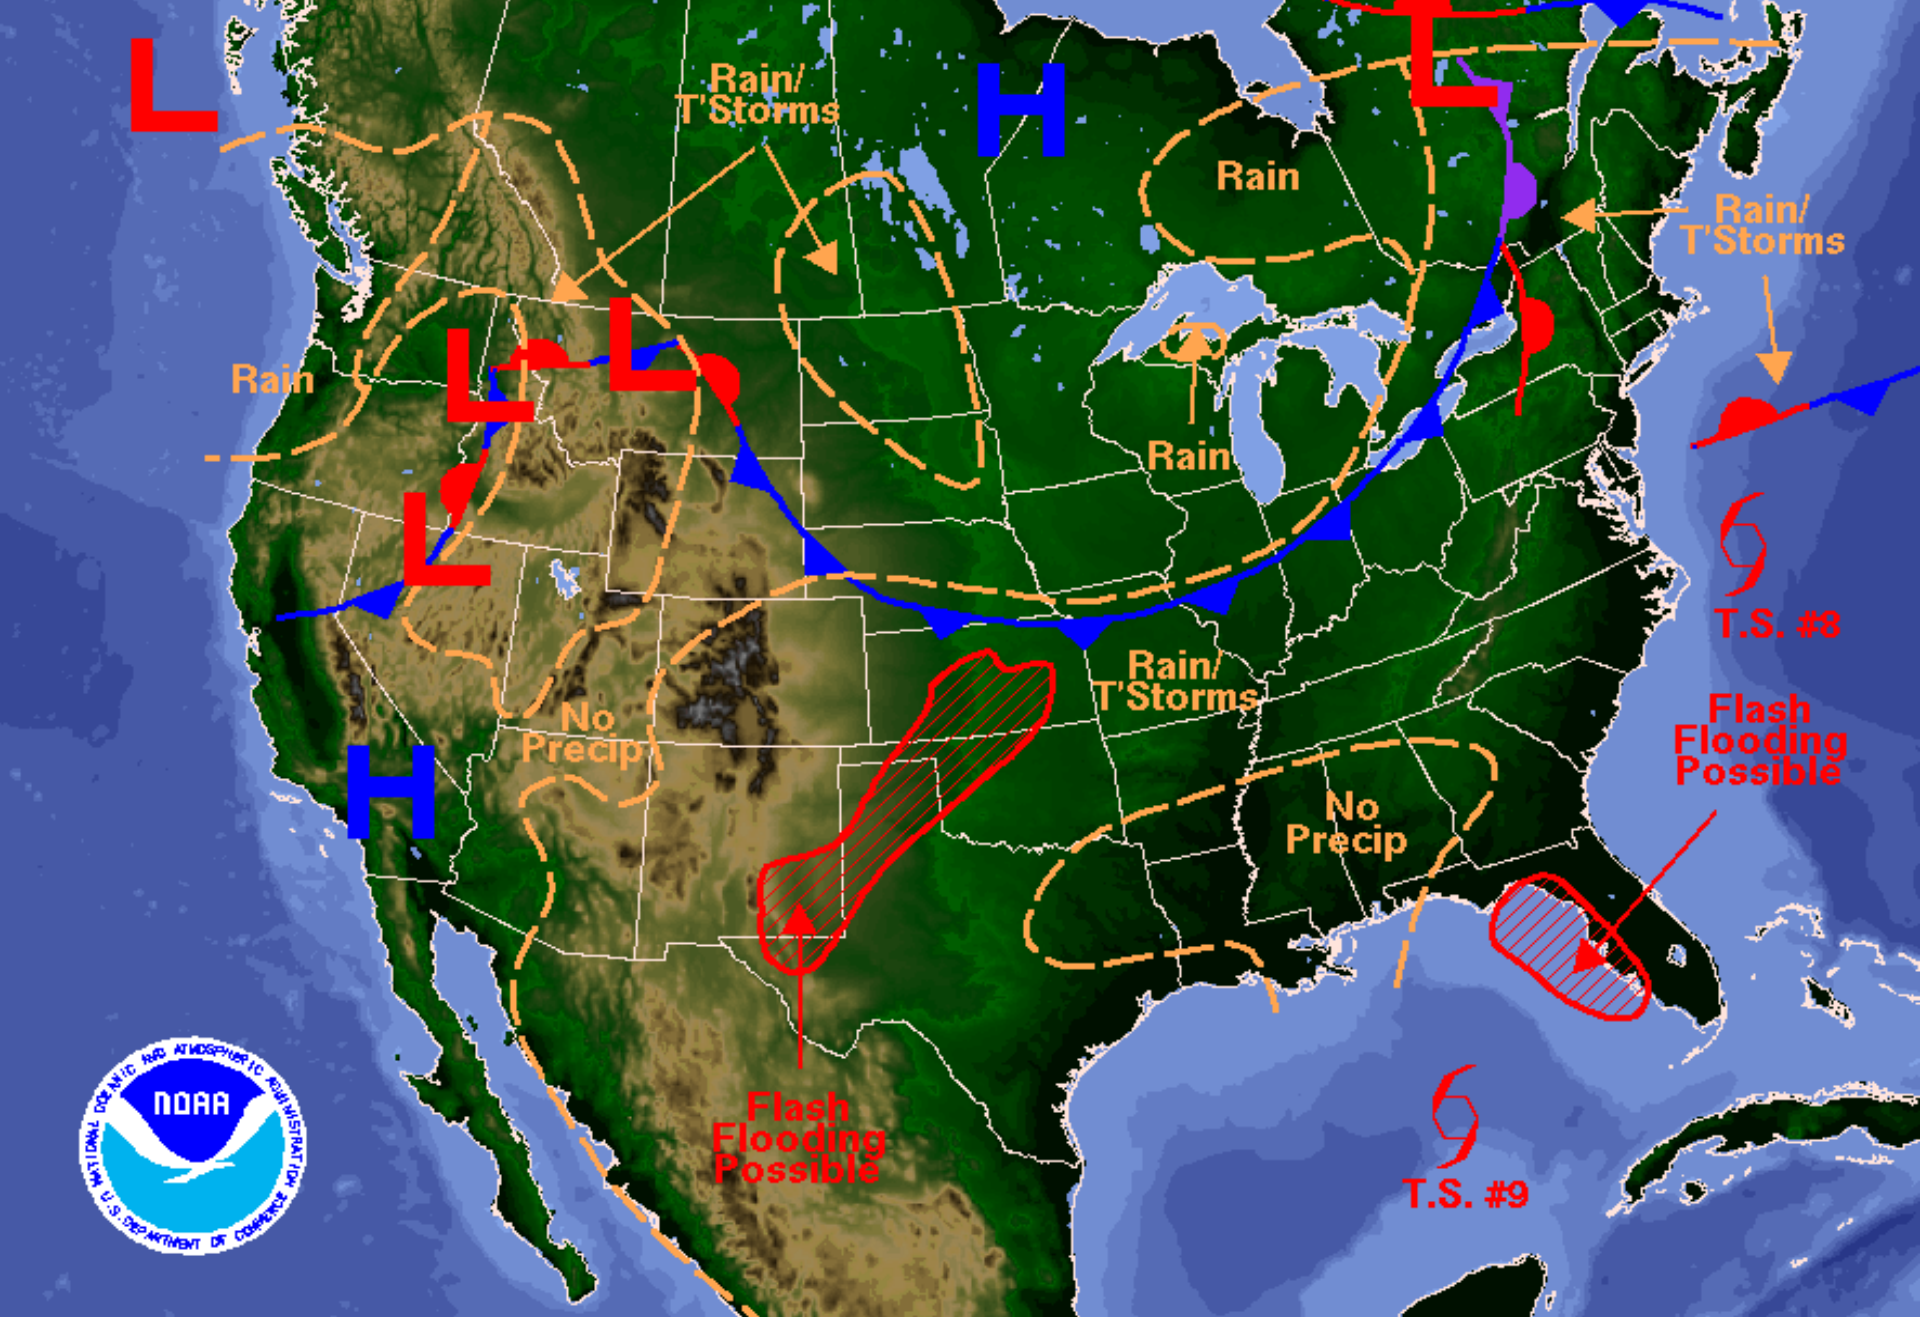 L
Rain/
T'Storms
H
L
Rain
Rain/
T'Storms
L
L
Rain
Rain
L
T.S. #8
Rain/
T'Storms
No
Precip
Flash
Flooding
Possible
H
No
Precip
NATIONAL OCEANIC AND ATMOSPHERIC ADMINISTRATION
NOAA
U.S. DEPARTMENT OF COMMERCE
Flash
Flooding
Possible
T.S. #9